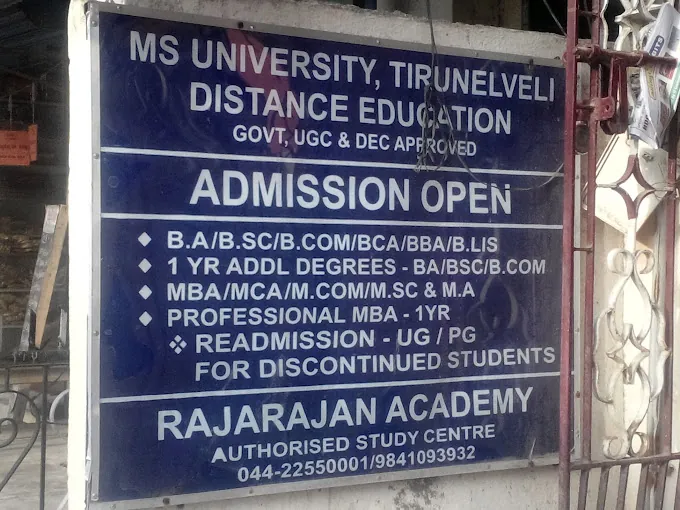 MS UNIVERSITY, TIRUNELVELI
DISTANCE EDUCATION
GOVT, UGC & DEC APPROVED
ADMISSION OPEN
❖ B.A/B.SC/B.COM/BCA/BBA/B.LIS
❖ 1 YR ADDL DEGREES - BA/BSC/B.COM
❖ MBA/MCA/M.COM/M.SC & M.A
❖ PROFESSIONAL MBA - 1YR
❖ READMISSION - UG / PG
FOR DISCONTINUED STUDENTS
RAJARAJAN ACADEMY
AUTHORISED STUDY CENTRE
044-22550001/9841093932